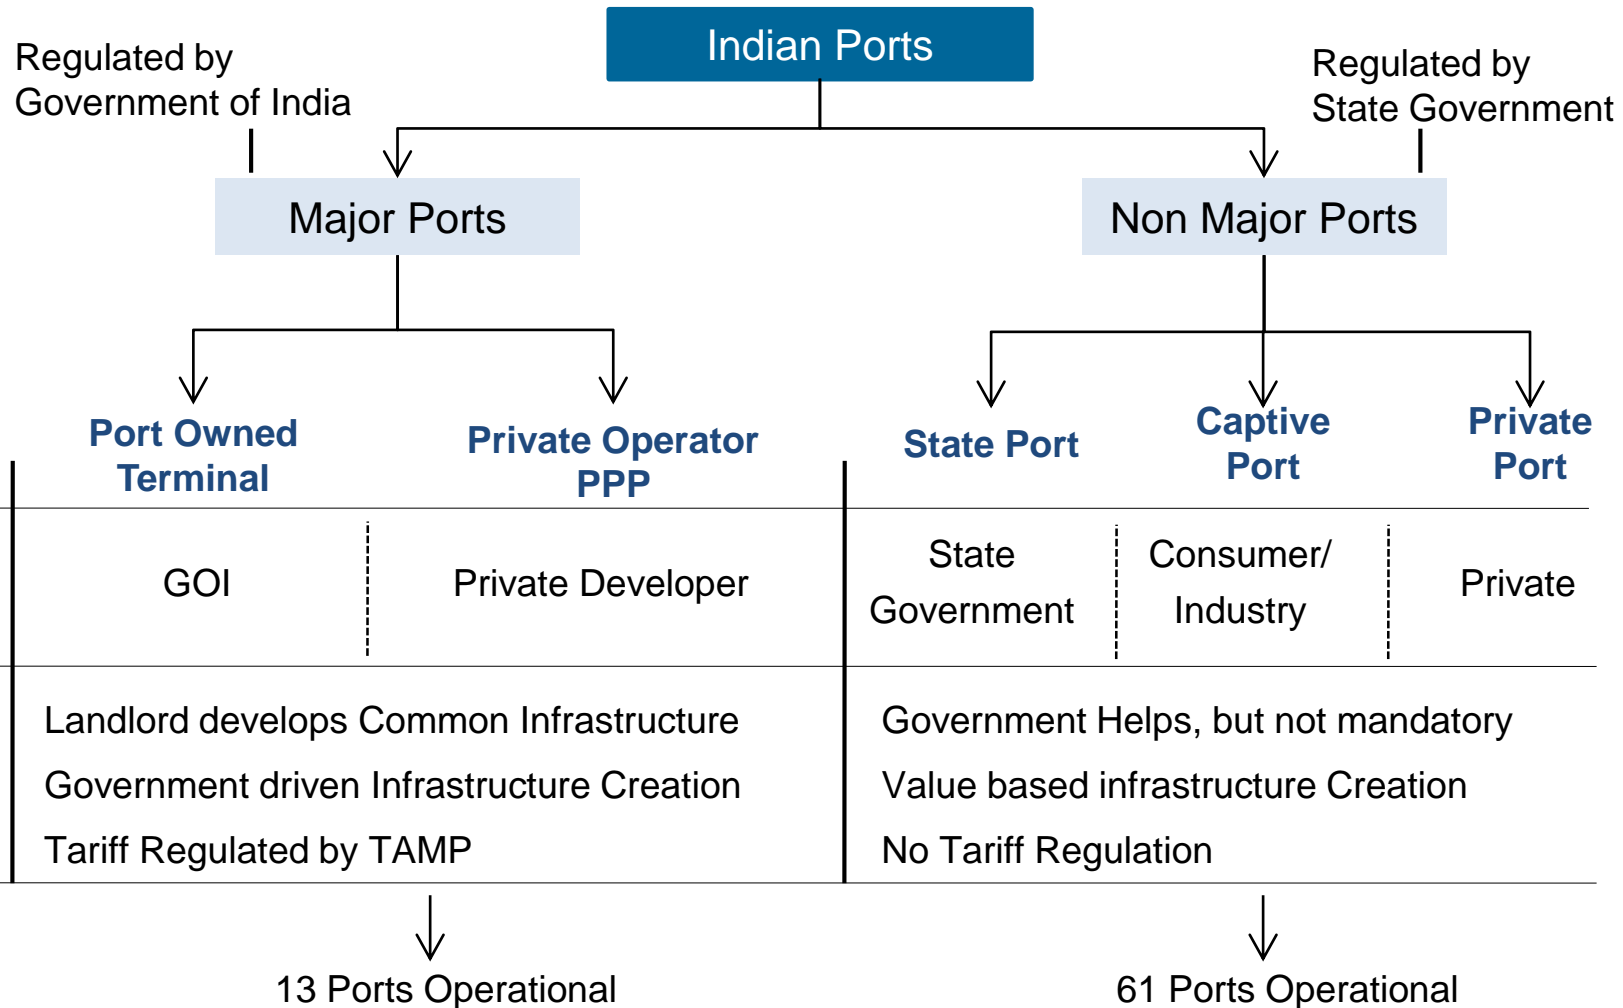 Indian Ports
Regulated by
Government of India
Regulated by
State Government
Major Ports
Non Major Ports
Port Owned
Terminal
Private Operator
PPP
State Port
Captive
Port
Private
Port
GOI
Private Developer
State
Government
Consumer/
Industry
Private
Landlord develops Common Infrastructure
Government driven Infrastructure Creation
Tariff Regulated by TAMP
Government Helps, but not mandatory
Value based infrastructure Creation
No Tariff Regulation
13 Ports Operational
61 Ports Operational